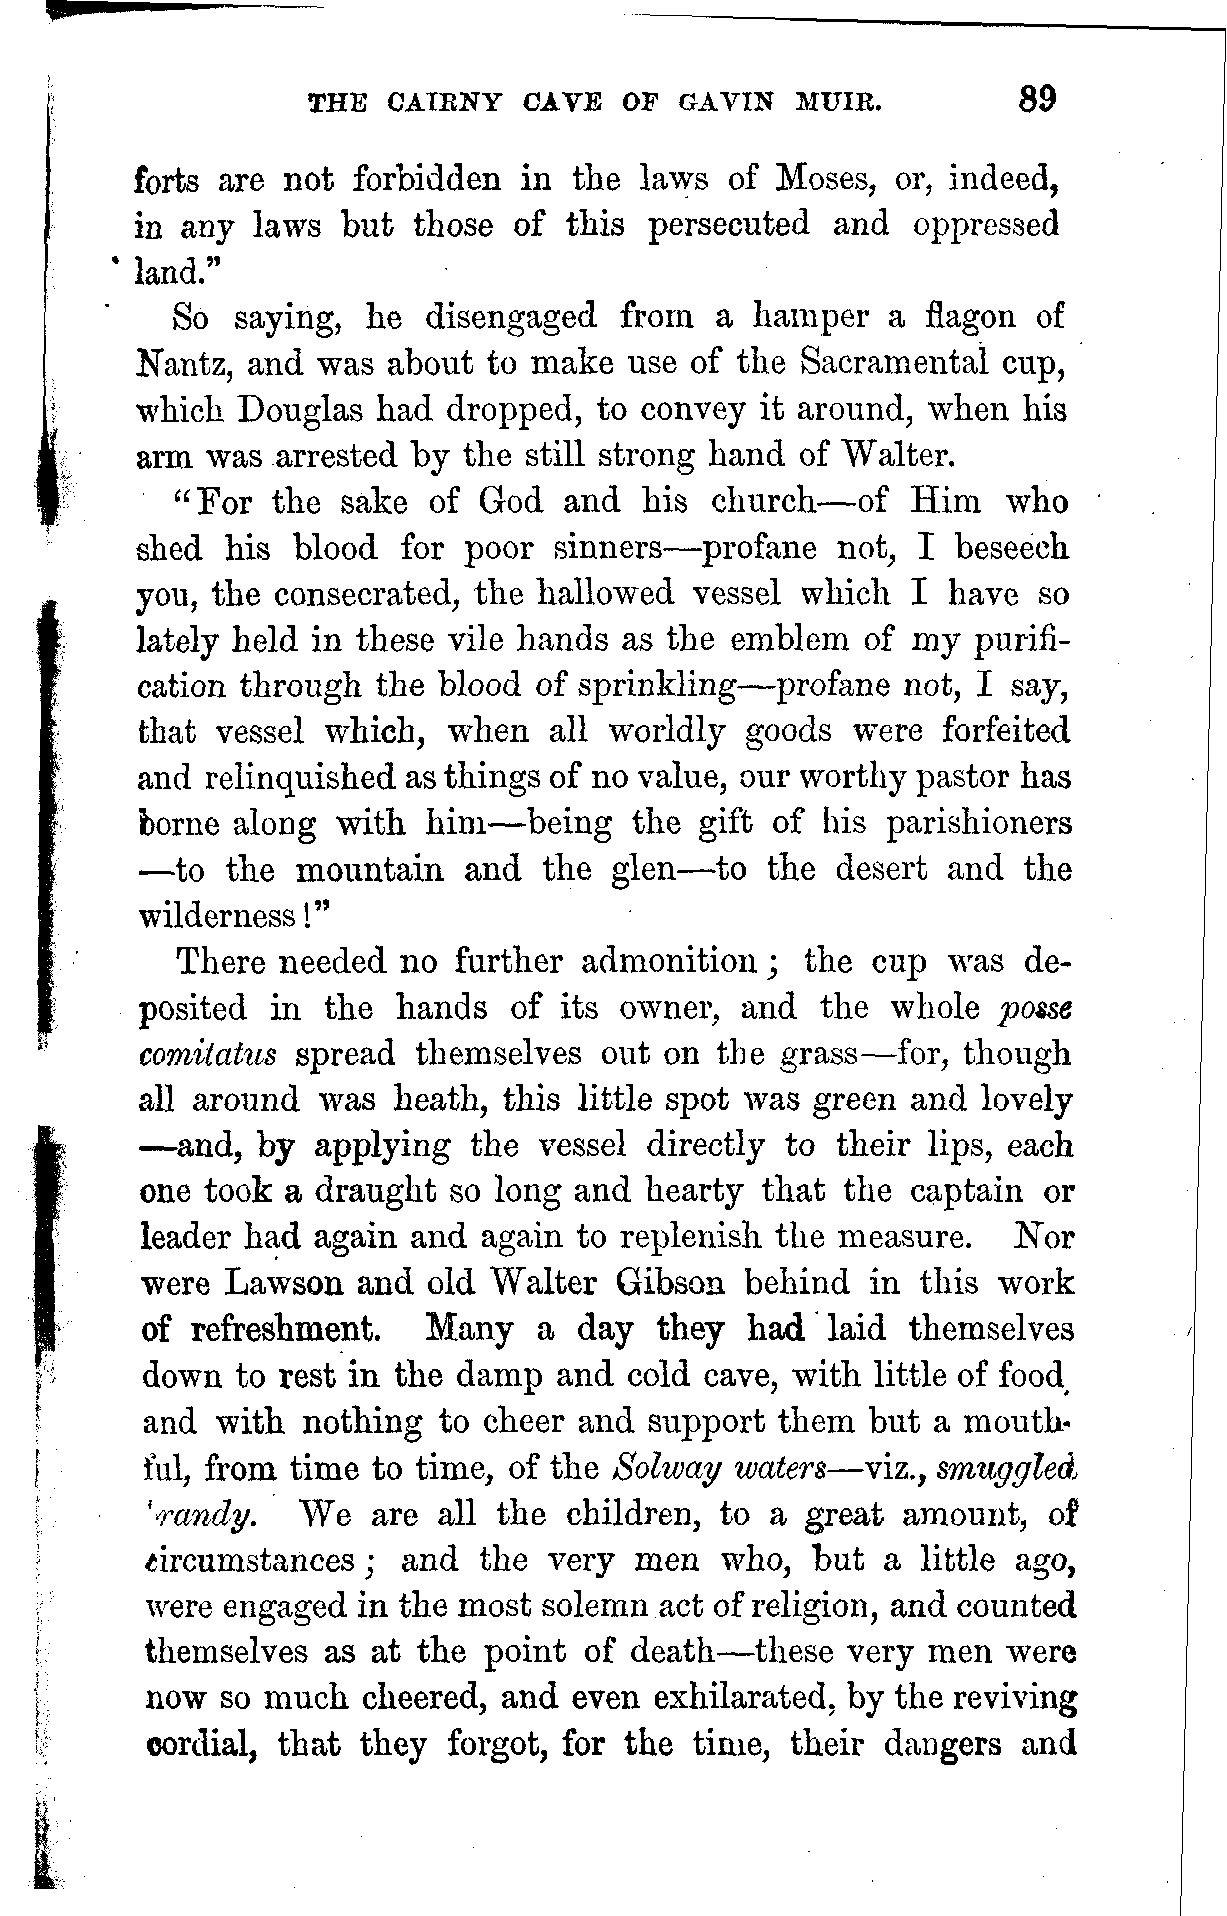 THE CAIRNY CAVE OF GAVIN MUIR. 89
forts are not forbidden in the laws of Moses, or, indeed,
in any laws but those of this persecuted and oppressed
land.”
So saying, he disengaged from a hamper a flagon of
Nantz, and was about to make use of the Sacramental cup,
which Douglas had dropped, to convey it around, when his
arm was arrested by the still strong hand of Walter.
“For the sake of God and his church—of Him who
shed his blood for poor sinners—profane not, I beseech
you, the consecrated, the hallowed vessel which I have so
lately held in these vile hands as the emblem of my purifi-
cation through the blood of sprinkling—profane not, I say,
that vessel which, when all worldly goods were forfeited
and relinquished as things of no value, our worthy pastor has
borne along with him—being the gift of his parishioners
—to the mountain and the glen—to the desert and the
wilderness!”
There needed no further admonition; the cup was de-
posited in the hands of its owner, and the whole posse
comitatus spread themselves out on the grass—for, though
all around was heath, this little spot was green and lovely
—and, by applying the vessel directly to their lips, each
one took a draught so long and hearty that the captain or
leader had again and again to replenish the measure. Nor
were Lawson and old Walter Gibson behind in this work
of refreshment. Many a day they had laid themselves
down to rest in the damp and cold cave, with little of food,
and with nothing to cheer and support them but a mouth-
ful, from time to time, of the Solway waters—viz., smuggled
'randy. We are all the children, to a great amount, of
circumstances; and the very men who, but a little ago,
were engaged in the most solemn act of religion, and counted
themselves as at the point of death—these very men were
now so much cheered, and even exhilarated, by the reviving
cordial, that they forgot, for the time, their dangers and